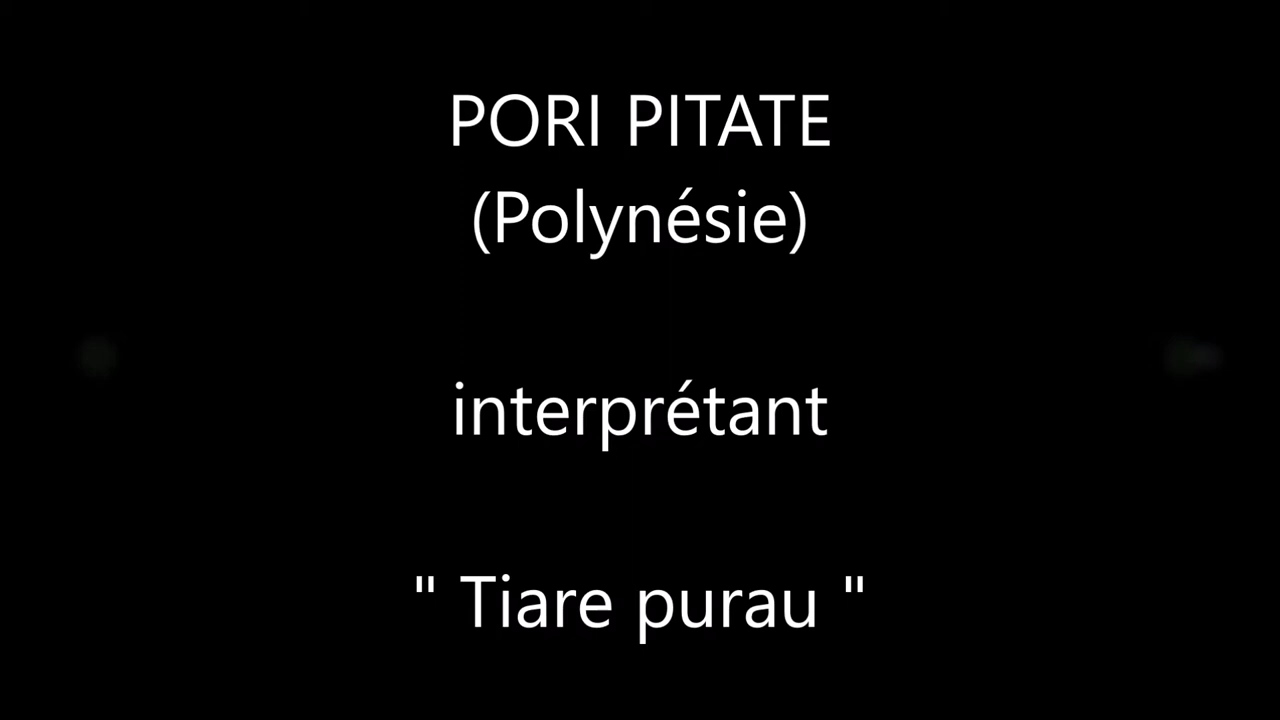 PORI PITATE
(Polynésie)
interprétant
" Tiare purau "